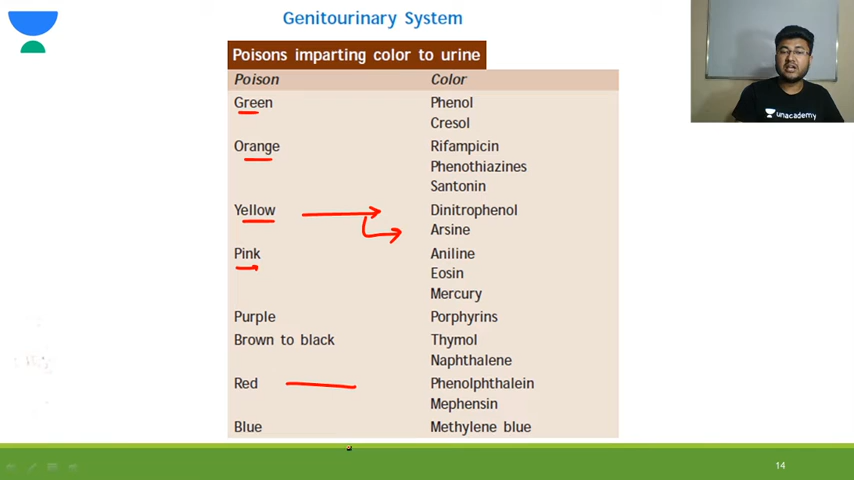 Genitourinary System
Poisons imparting color to urine
Poison Color
Green Phenol
Cresol
Orange Rifampicin
Phenothiazines
Santonin
Yellow Dinitrophenol
Arsine
Pink Aniline
Eosin
Mercury
Purple Porphyrins
Brown to black Thymol
Naphthalene
Red Phenolphthalein
Mephensin
Blue Methylene blue
unacademy
14